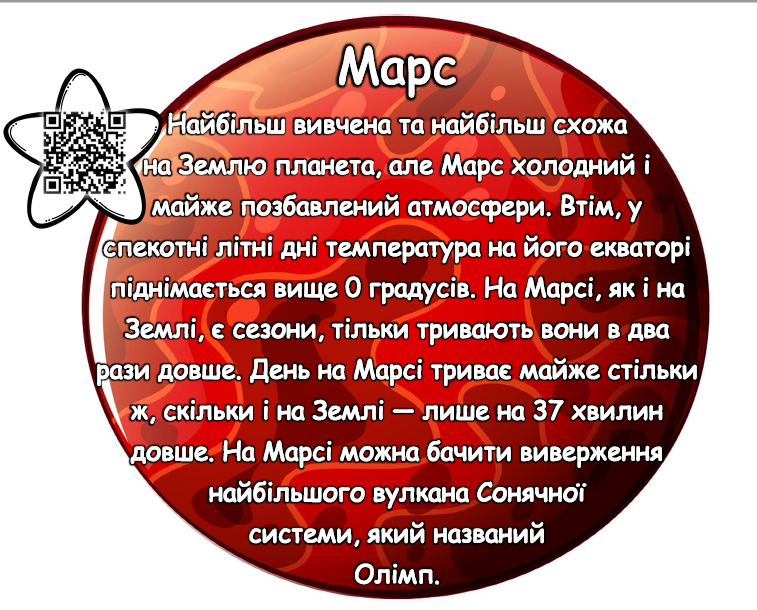 Марс
Найбільш вивчена та найбільш схожа
на Землю планета, але Марс холодний і
майже позбавлений атмосфери. Втім, у
спекотні літні дні температура на його екваторі
піднімається вище 0 градусів. На Марсі, як і на
Землі, є сезони, тільки тривають вони в два
рази довше. День на Марсі триває майже стільки
ж, скільки і на Землі — лише на 37 хвилин
довше. На Марсі можна бачити виверження
найбільшого вулкана Сонячної
системи, який названий
Олімп.